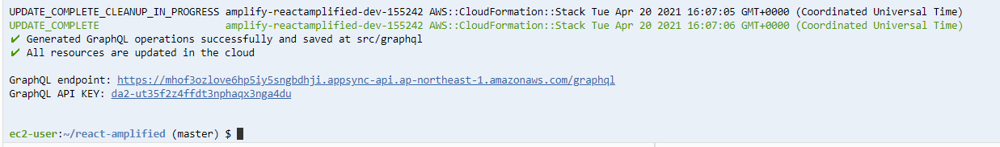 UPDATE_COMPLETE_CLEANUP_IN_PROGRESS amplify-reactamplified-dev-155242 AWS::CloudFormation::Stack Tue Apr 20 2021 16:07:05 GMT+0000 (Coordinated Universal Time)
UPDATE_COMPLETE amplify-reactamplified-dev-155242 AWS::CloudFormation::Stack Tue Apr 20 2021 16:07:06 GMT+0000 (Coordinated Universal Time)
✔ Generated GraphQL operations successfully and saved at src/graphql
✔ All resources are updated in the cloud
GraphQL endpoint: https://mhof3ozlove6hp5iy5sngbdhji.appsync-api.ap-northeast-1.amazonaws.com/graphql
GraphQL API KEY: da2-ut35f2z4ffdt3nphaqx3nga4du
ec2-user:~/react-amplified (master) $